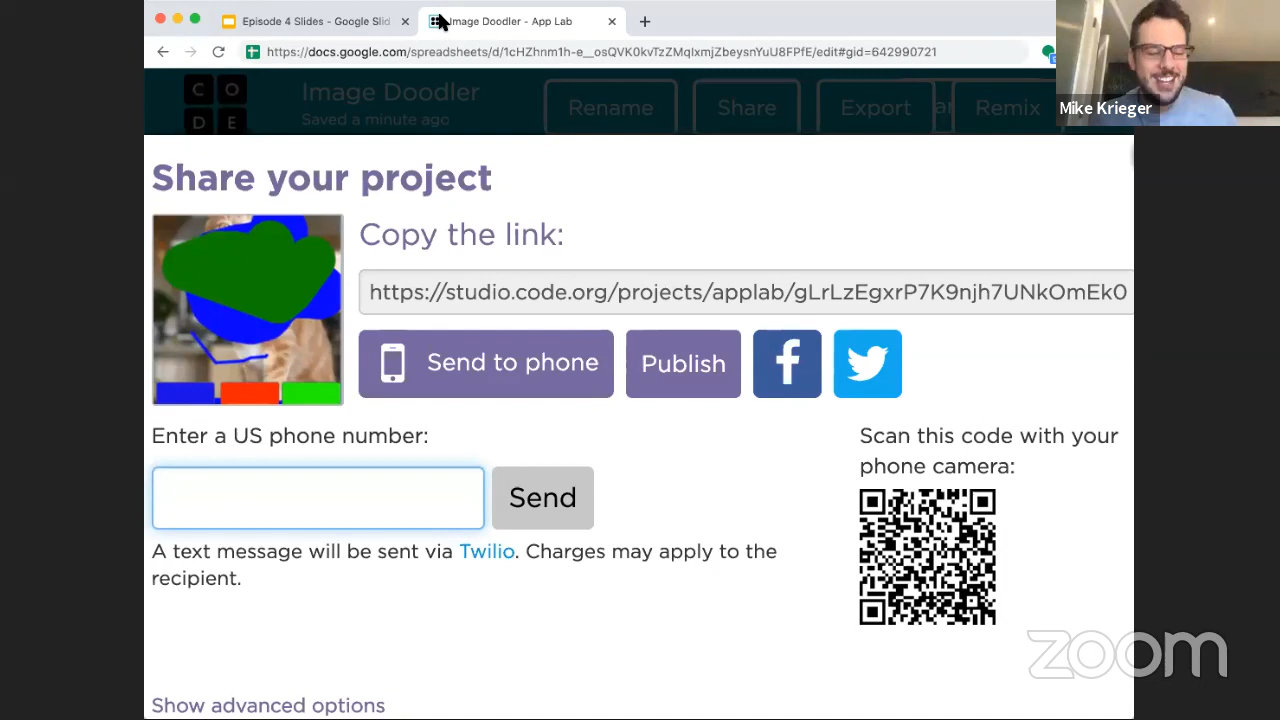 Episode 4 Slides - Google Slid
Image Doodler - App Lab
https://docs.google.com/spreadsheets/d/1cHZhnm1h-e__osQVK0kvTzZMqIxmjZbeysnYuU8FPfE/edit#gid=642990721
CODE
Image Doodler
Saved a minute ago
Rename
Share
Export
Remix
Mike Krieger
Share your project
Copy the link:
https://studio.code.org/projects/applab/gLrLzEgxrP7K9njh7UNkOmEk0
Send to phone
Publish
Enter a US phone number:
Send
A text message will be sent via Twilio. Charges may apply to the
recipient.
Scan this code with your
phone camera:
Show advanced options
zoom